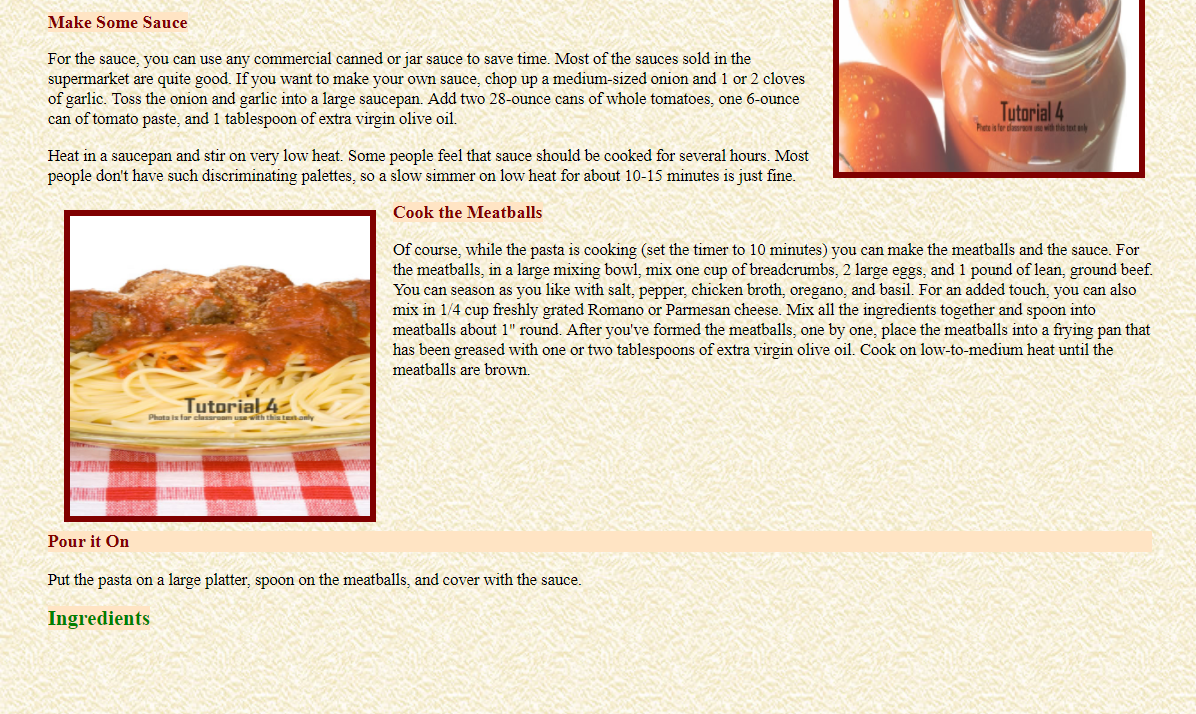 Make Some Sauce
For the sauce, you can use any commercial canned or jar sauce to save time. Most of the sauces sold in the
supermarket are quite good. If you want to make your own sauce, chop up a medium-sized onion and 1 or 2 cloves
of garlic. Toss the onion and garlic into a large saucepan. Add two 28-ounce cans of whole tomatoes, one 6-ounce
can of tomato paste, and 1 tablespoon of extra virgin olive oil.
Heat in a saucepan and stir on very low heat. Some people feel that sauce should be cooked for several hours. Most
people don't have such discriminating palettes, so a slow simmer on low heat for about 10-15 minutes is just fine.
Tutorial 4
Photo is for classroom use with this text only
Cook the Meatballs
Of course, while the pasta is cooking (set the timer to 10 minutes) you can make the meatballs and the sauce. For
the meatballs, in a large mixing bowl, mix one cup of breadcrumbs, 2 large eggs, and 1 pound of lean, ground beef.
You can season as you like with salt, pepper, chicken broth, oregano, and basil. For an added touch, you can also
mix in 1/4 cup freshly grated Romano or Parmesan cheese. Mix all the ingredients together and spoon into
meatballs about 1" round. After you've formed the meatballs, one by one, place the meatballs into a frying pan that
has been greased with one or two tablespoons of extra virgin olive oil. Cook on low-to-medium heat until the
meatballs are brown.
Tutorial 4
Photo is for classroom use with this text only
Pour it On
Put the pasta on a large platter, spoon on the meatballs, and cover with the sauce.
Ingredients